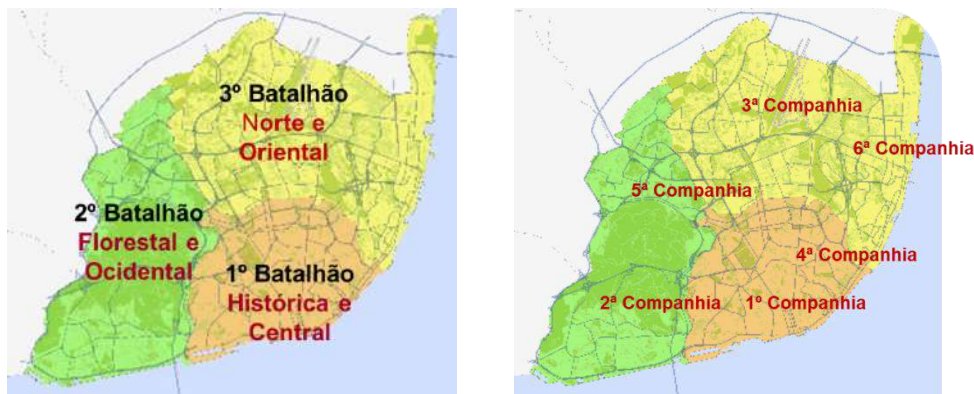 3º Batalhão
Norte e
Oriental
2º Batalhão
Florestal e
Ocidental
1º Batalhão
Histórica e
Central
3ª Companhia
6ª Companhia
5ª Companhia
4ª Companhia
2ª Companhia
1º Companhia